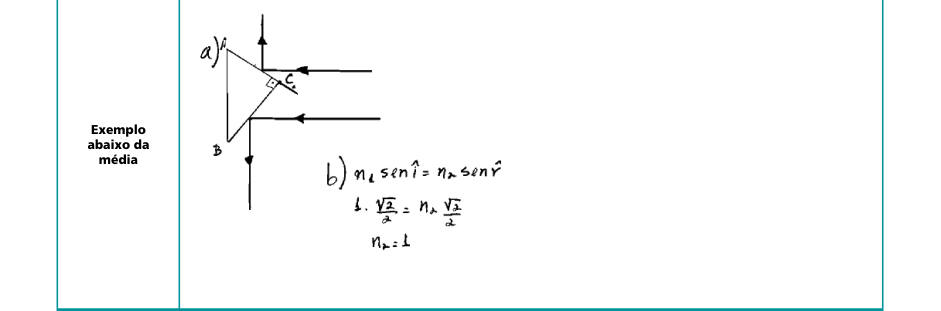 Exemplo
abaixo da
média
a)
A
C
B
b) n₁ sen î = n₂ sen r̂
1. √2/2 = n₂ √2/2
n₂ = 1